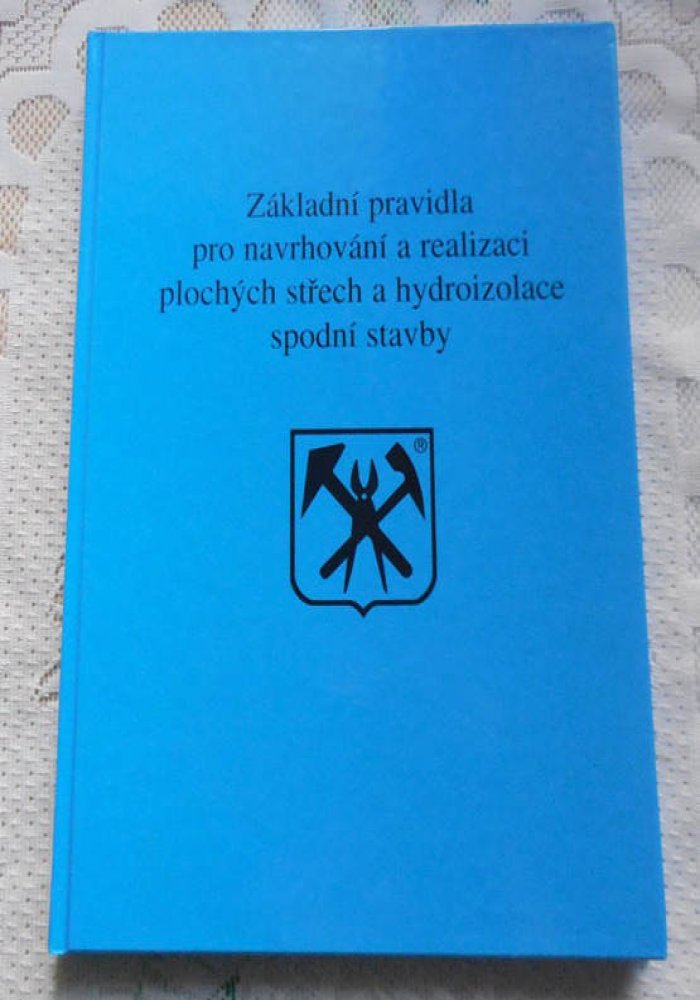 Základní pravidla
pro navrhování a realizaci
plochých střech a hydroizolace
spodní stavby
®